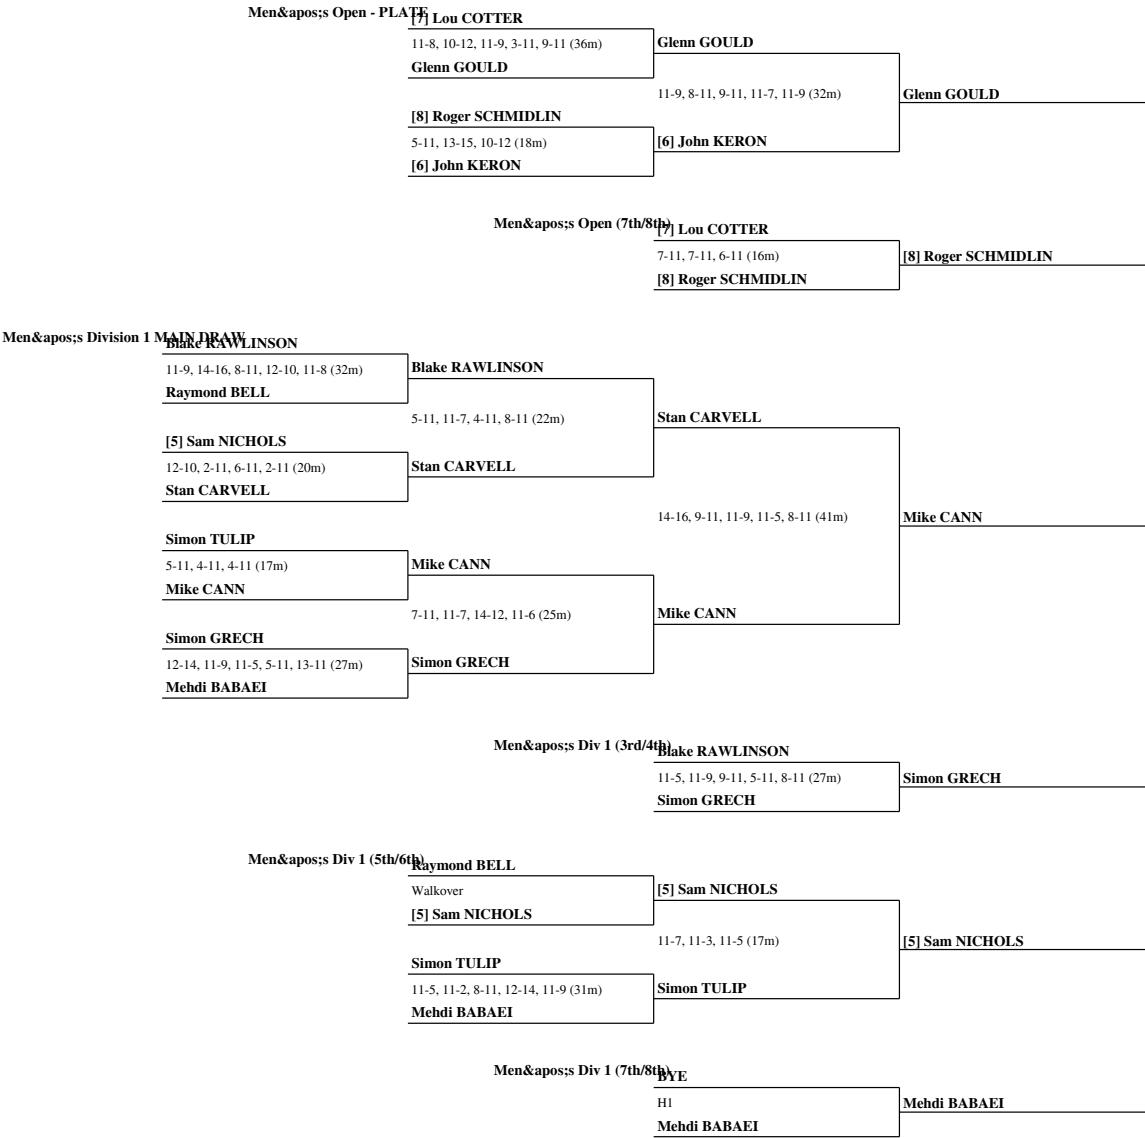 Men&apos;s Open - PLATE
[7] Lou COTTER
11-8, 10-12, 11-9, 3-11, 9-11 (36m)
Glenn GOULD
Glenn GOULD
11-9, 8-11, 9-11, 11-7, 11-9 (32m)
Glenn GOULD
[8] Roger SCHMIDLIN
5-11, 13-15, 10-12 (18m)
[6] John KERON
[6] John KERON
Men&apos;s Open (7th/8th)
[7] Lou COTTER
7-11, 7-11, 6-11 (16m)
[8] Roger SCHMIDLIN
[8] Roger SCHMIDLIN
Men&apos;s Division 1 MAIN DRAW
Blake RAWLINSON
11-9, 14-16, 8-11, 12-10, 11-8 (32m)
Blake RAWLINSON
Raymond BELL
5-11, 11-7, 4-11, 8-11 (22m)
Stan CARVELL
[5] Sam NICHOLS
12-10, 2-11, 6-11, 2-11 (20m)
Stan CARVELL
Stan CARVELL
14-16, 9-11, 11-9, 11-5, 8-11 (41m)
Mike CANN
Simon TULIP
5-11, 4-11, 4-11 (17m)
Mike CANN
Mike CANN
7-11, 11-7, 14-12, 11-6 (25m)
Mike CANN
Simon GRECH
12-14, 11-9, 11-5, 5-11, 13-11 (27m)
Simon GRECH
Mehdi BABAEI
Men&apos;s Div 1 (3rd/4th)
Blake RAWLINSON
11-5, 11-9, 9-11, 5-11, 8-11 (27m)
Simon GRECH
Simon GRECH
Men&apos;s Div 1 (5th/6th)
Raymond BELL
Walkover
[5] Sam NICHOLS
[5] Sam NICHOLS
11-7, 11-3, 11-5 (17m)
[5] Sam NICHOLS
Simon TULIP
11-5, 11-2, 8-11, 12-14, 11-9 (31m)
Simon TULIP
Mehdi BABAEI
Men&apos;s Div 1 (7th/8th)
BYE
H1
Mehdi BABAEI
Mehdi BABAEI